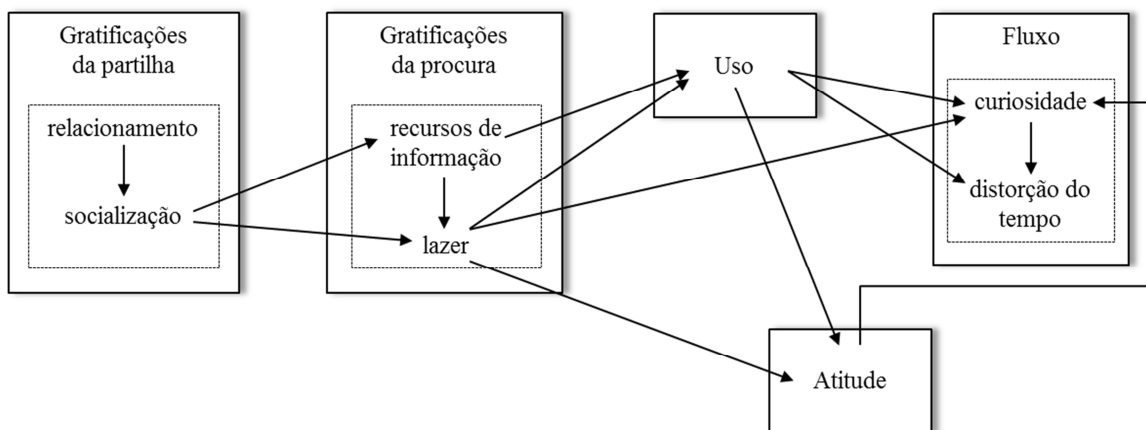 Gratificações
da partilha
relacionamento
socialização
Gratificações
da procura
recursos de
informação
lazer
Uso
Fluxo
curiosidade
distorção do
tempo
Atitude